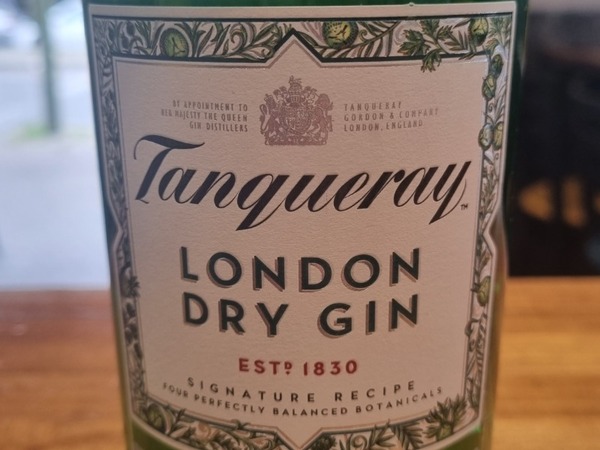 BY APPOINTMENT TO
HER MAJESTY THE QUEEN
GIN DISTILLERS
TANQUERAY
GORDON & COMPANY
LONDON, ENGLAND
Tanqueray™
LONDON
DRY GIN
ESTD 1830
SIGNATURE RECIPE
FOUR PERFECTLY BALANCED BOTANICALS